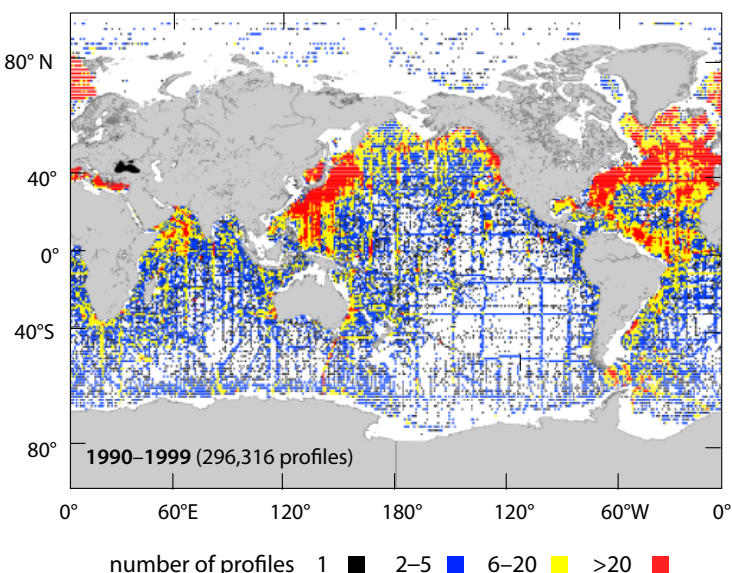 80° N
40°
0°
40°S
80°
1990–1999 (296,316 profiles)
0° 60°E 120° 180° 120° 60°W 0°
number of profiles 1 2–5 6–20 >20